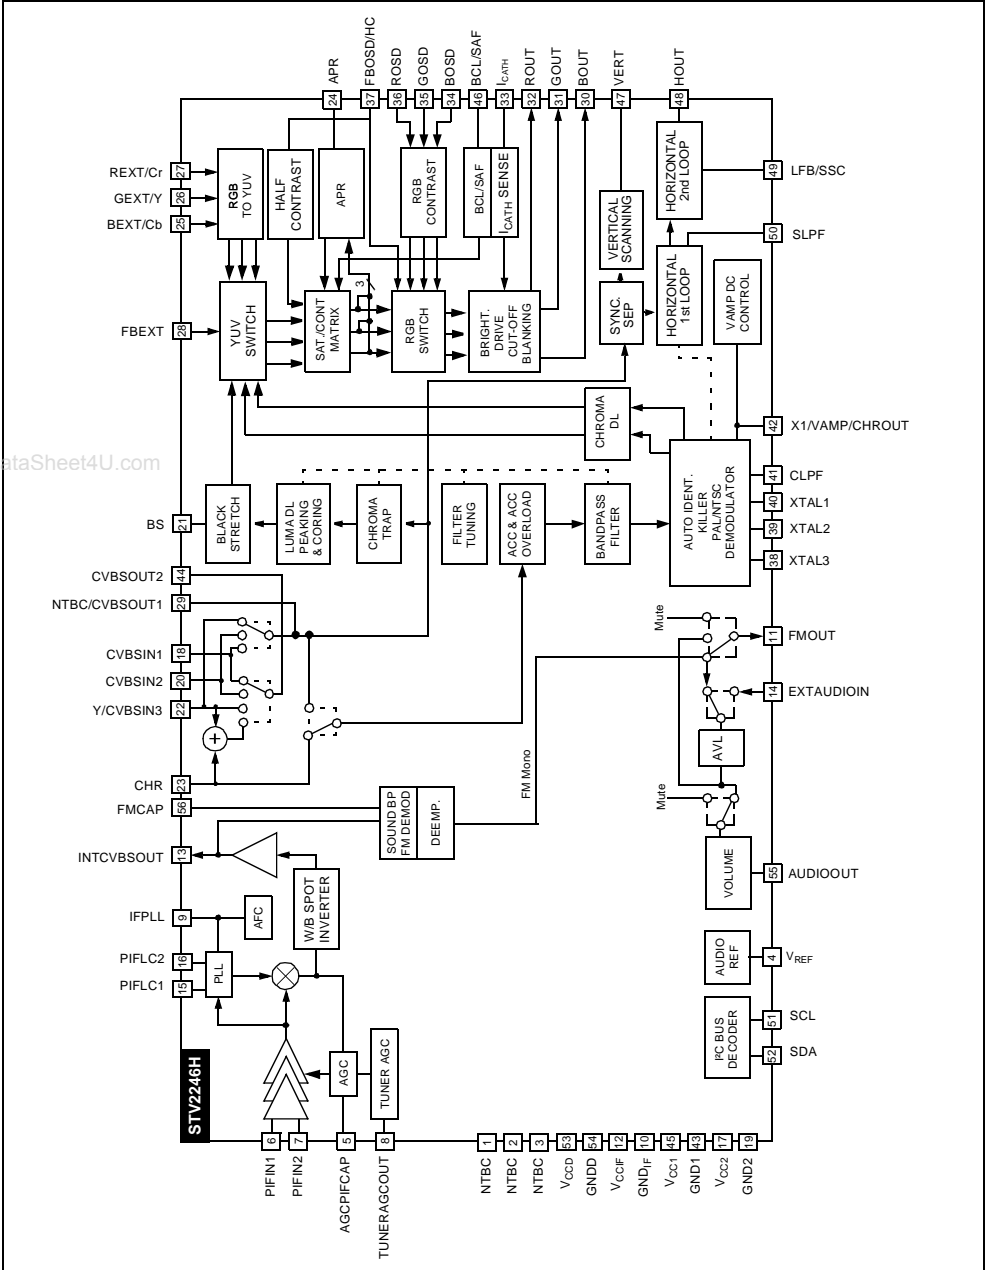 APR
FBOSD/HC
ROSD
GOSD
BOSD
BCL/SAF
ICATH
ROUT
GOUT
BOUT
VERT
HOUT
24
37
36
35
34
46
33
32
31
30
47
48
REXT/Cr
27
GEXT/Y
26
BEXT/Cb
25
RGB
TO YUV
HALF
CONTRAST
APR
RGB
CONTRAST
BCL/SAF
ICATH SENSE
VERTICAL
SCANNING
HORIZONTAL
2nd LOOP
49
LFB/SSC
50
SLPF
FBEXT
28
YUV
SWITCH
SAT./CONT
MATRIX
3
RGB
SWITCH
BRIGHT.
DRIVE
CUT-OFF
BLANKING
SYNC.
SEP
HORIZONTAL
1st LOOP
VAMP DC
CONTROL
CHROMA
DL
42
X1/VAMP/CHROUT
ataSheet4U.com
41
CLPF
40
XTAL1
39
XTAL2
38
XTAL3
BS
21
BLACK
STRETCH
LUMA DL
PEAKING
& CORING
CHROMA
TRAP
FILTER
TUNING
ACC & ACC
OVERLOAD
BANDPASS
FILTER
AUTO IDENT.
KILLER
PAL/NTSC
DEMODULATOR
CVBSOUT2
44
NTBC/CVBSOUT1
29
CVBSIN1
18
CVBSIN2
20
Y/CVBSIN3
22
+
CHR
23
FMCAP
56
Mute
11
FMOUT
14
EXTAUDIOIN
AVL
FM Mono
Mute
SOUND BP
FM DEMOD
DEEMP.
INTCVBSOUT
13
W/B SPOT
INVERTER
VOLUME
55
AUDIOOUT
IFPLL
9
AFC
PIFLC2
16
PIFLC1
15
PLL
AUDIO
REF
4
VREF
I²C BUS
DECODER
51
SCL
52
SDA
STV2246H
AGC
TUNER AGC
6
7
5
8
1
2
3
53
54
12
10
45
43
17
19
PIFIN1
PIFIN2
AGCPIFCAP
TUNERAGCOUT
NTBC
NTBC
NTBC
VCCD
GNDD
VCCIF
GNDIF
VCC1
GND1
VCC2
GND2